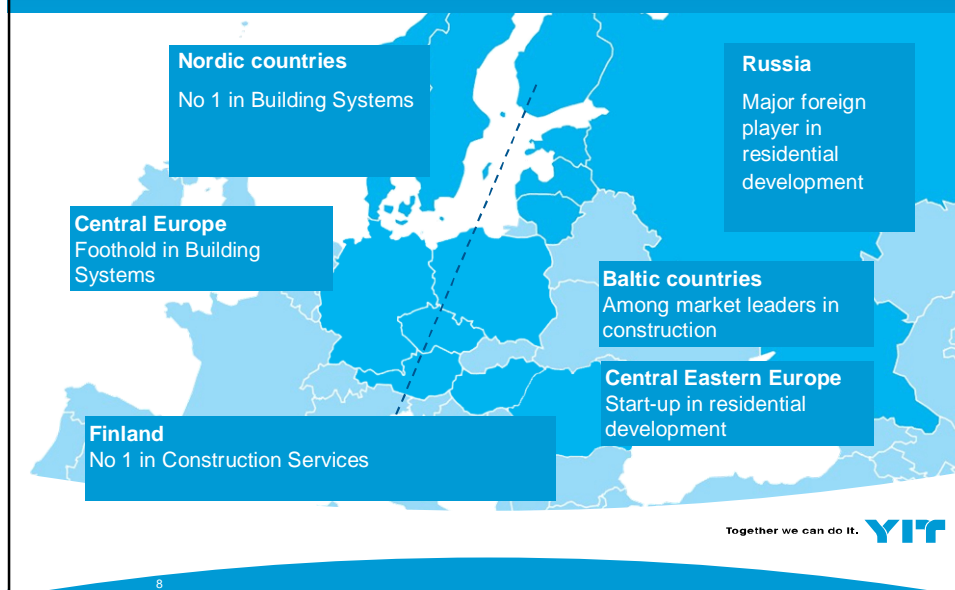 Nordic countries
No 1 in Building Systems
Russia
Major foreign
player in
residential
development
Central Europe
Foothold in Building
Systems
Baltic countries
Among market leaders in
construction
Central Eastern Europe
Start-up in residential
development
Finland
No 1 in Construction Services
Together we can do it. YIT
8